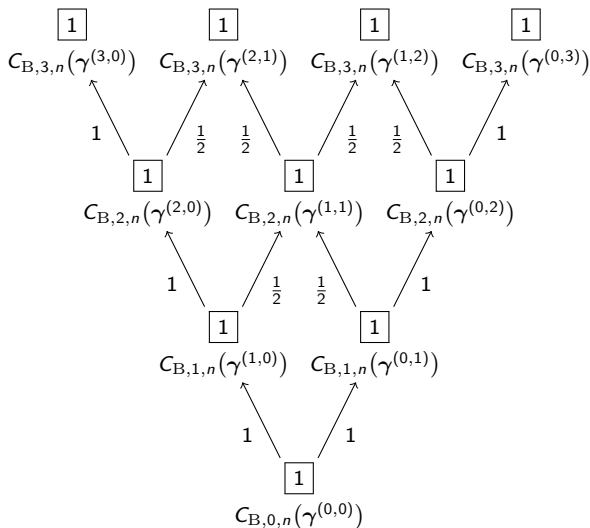 1 1 1 1
C_{B,3,n}(γ^{(3,0)}) C_{B,3,n}(γ^{(2,1)}) C_{B,3,n}(γ^{(1,2)}) C_{B,3,n}(γ^{(0,3)})
1 1/2 1/2 1/2 1/2 1
1 1 1
C_{B,2,n}(γ^{(2,0)}) C_{B,2,n}(γ^{(1,1)}) C_{B,2,n}(γ^{(0,2)})
1 1/2 1/2 1
1 1
C_{B,1,n}(γ^{(1,0)}) C_{B,1,n}(γ^{(0,1)})
1 1
1
C_{B,0,n}(γ^{(0,0)})